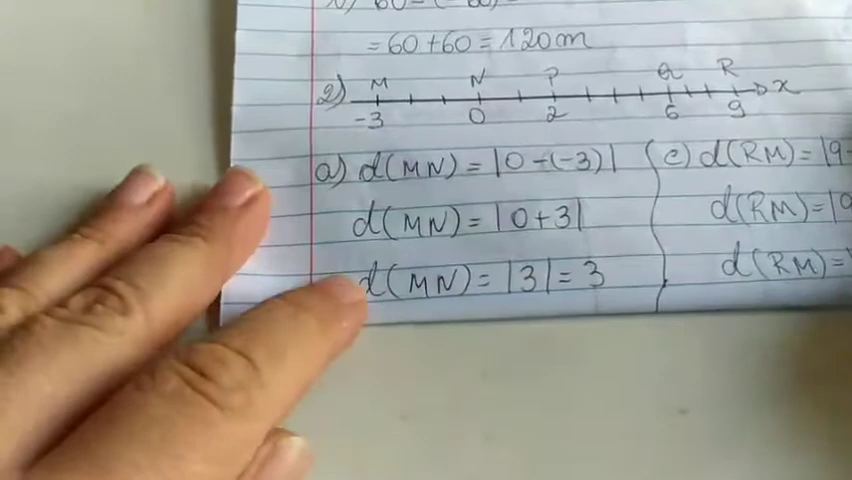 = 60 + 60 = 120 cm
2) M N P Q R x
-3 0 2 6 9
a) d(MN) = |0 - (-3)|
d(MN) = |0 + 3|
d(MN) = |3| = 3
c) d(RM) = |9 -
d(RM) = |9
d(RM) =